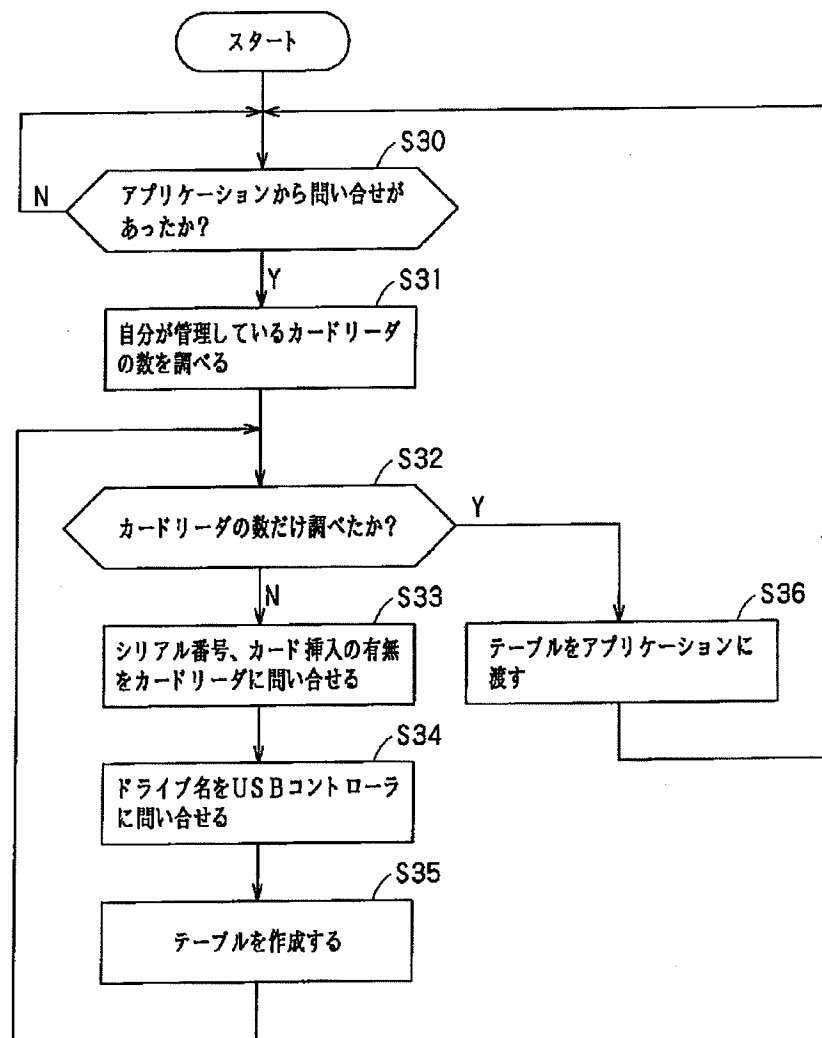 スタート
S30
アプリケーションから問い合せが
あったか?
N
Y
S31
自分が管理しているカードリーダ
の数を調べる
S32
カードリーダの数だけ調べたか?
Y
N
S33
シリアル番号、カード挿入の有無
をカードリーダに問い合せる
S36
テーブルをアプリケーションに
渡す
S34
ドライブ名をUSBコントローラ
に問い合せる
S35
テーブルを作成する